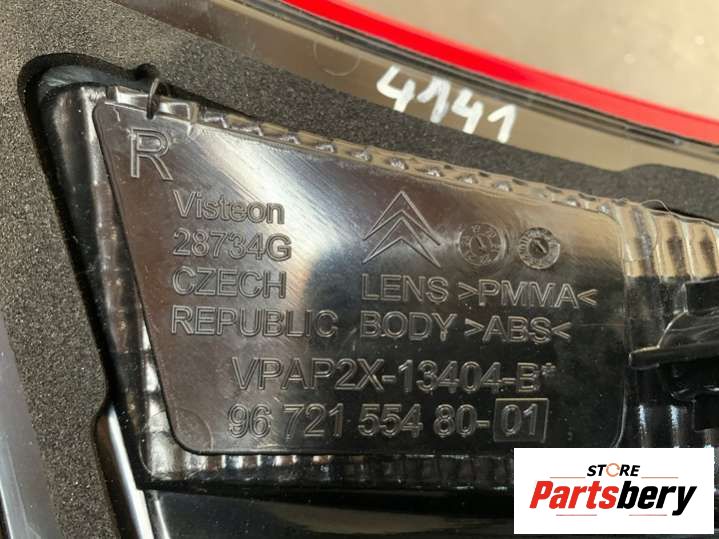 4141
R
Visteon
28734G
CZECH LENS >PMMA<
REPUBLIC BODY >ABS<
VPAP2X-13404-B*
96 721 554 80-01
STORE
Partsbery